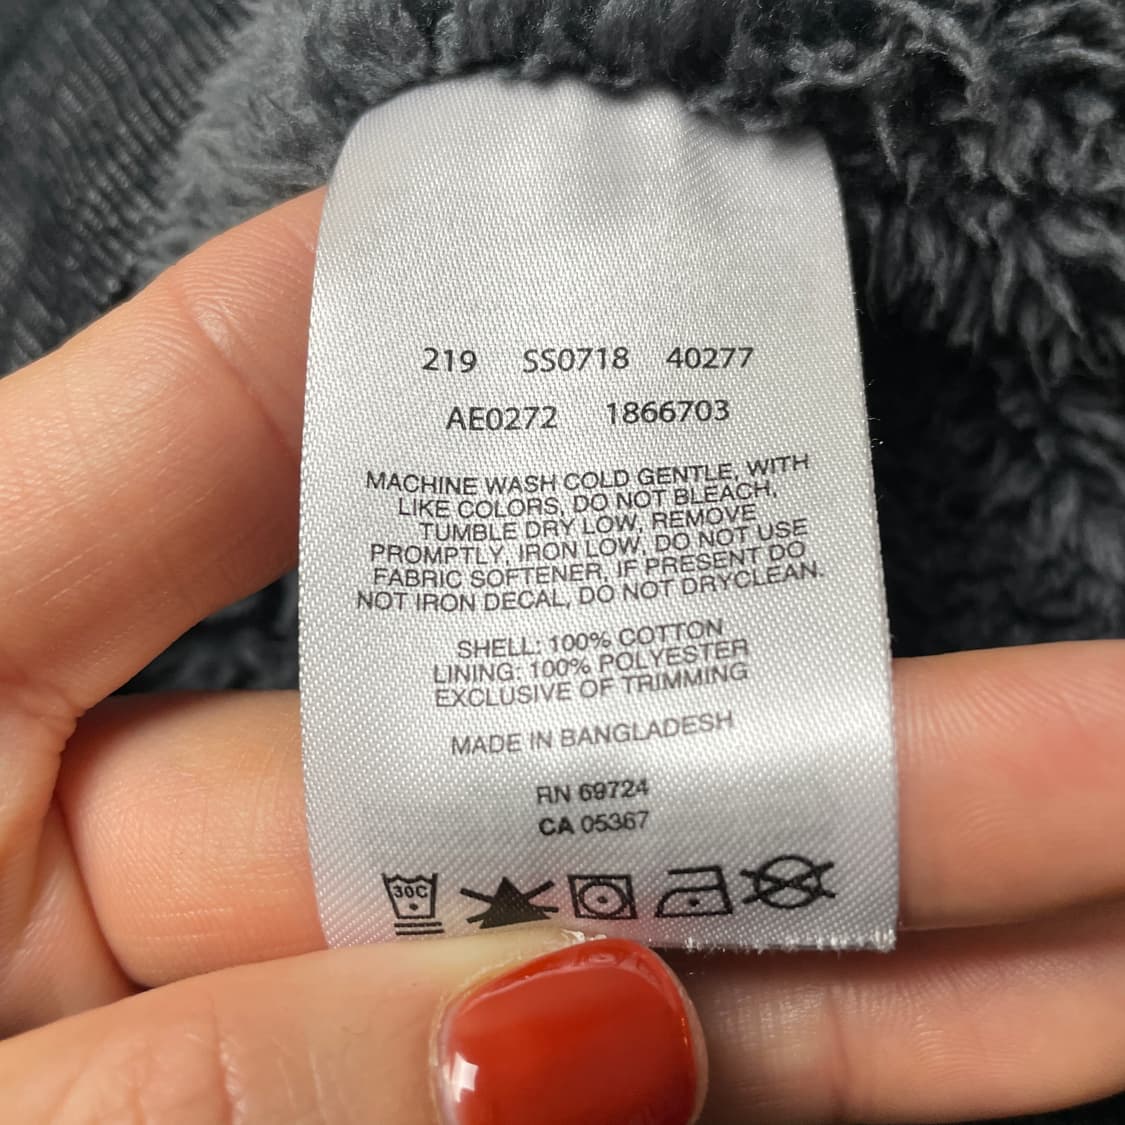 219 SS0718 40277
AE0272 1866703
MACHINE WASH COLD GENTLE, WITH
LIKE COLORS, DO NOT BLEACH,
TUMBLE DRY LOW, REMOVE
PROMPTLY, IRON LOW, DO NOT USE
FABRIC SOFTENER, IF PRESENT DO
NOT IRON DECAL, DO NOT DRYCLEAN.
SHELL: 100% COTTON
LINING: 100% POLYESTER
EXCLUSIVE OF TRIMMING
MADE IN BANGLADESH
RN 69724
CA 05367
30C